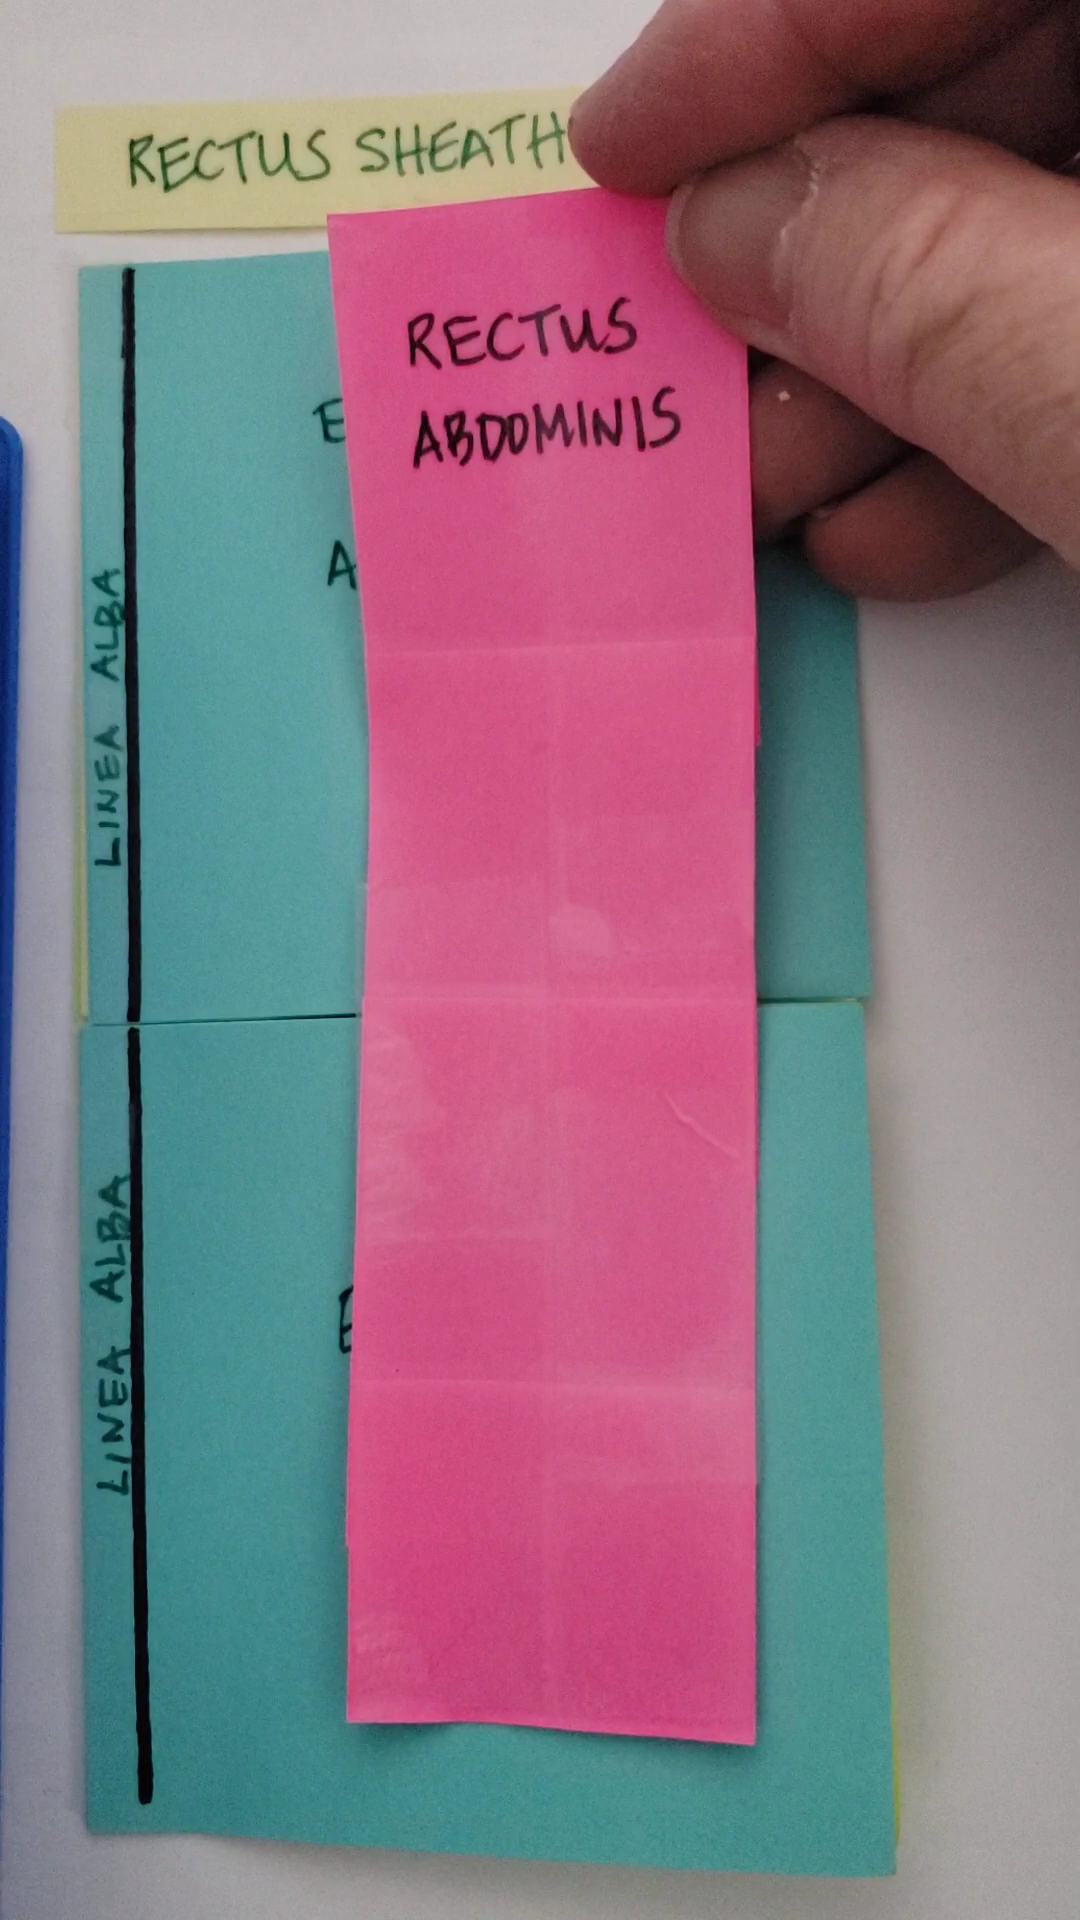 RECTUS SHEATH
RECTUS
ABDOMINIS
E
A
LINEA ALBA
E
LINEA ALBA